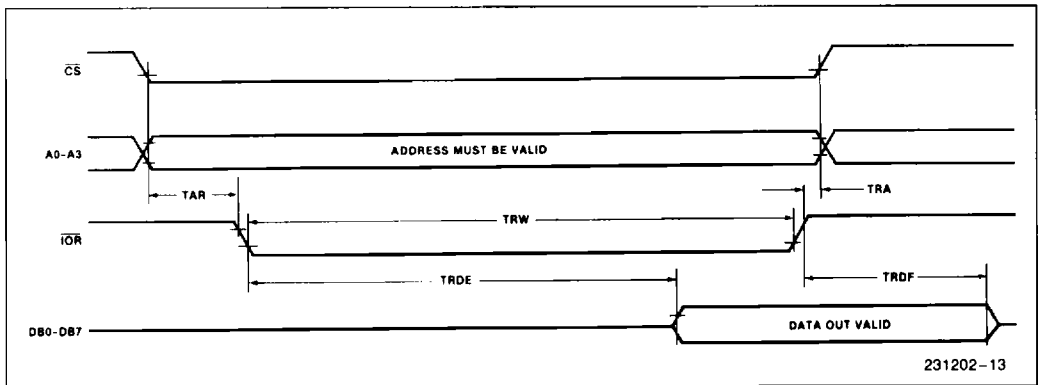 CS
A0-A3
ADDRESS MUST BE VALID
TAR
TRA
IOR
TRW
TRDE
TRDF
DB0-DB7
DATA OUT VALID
231202-13